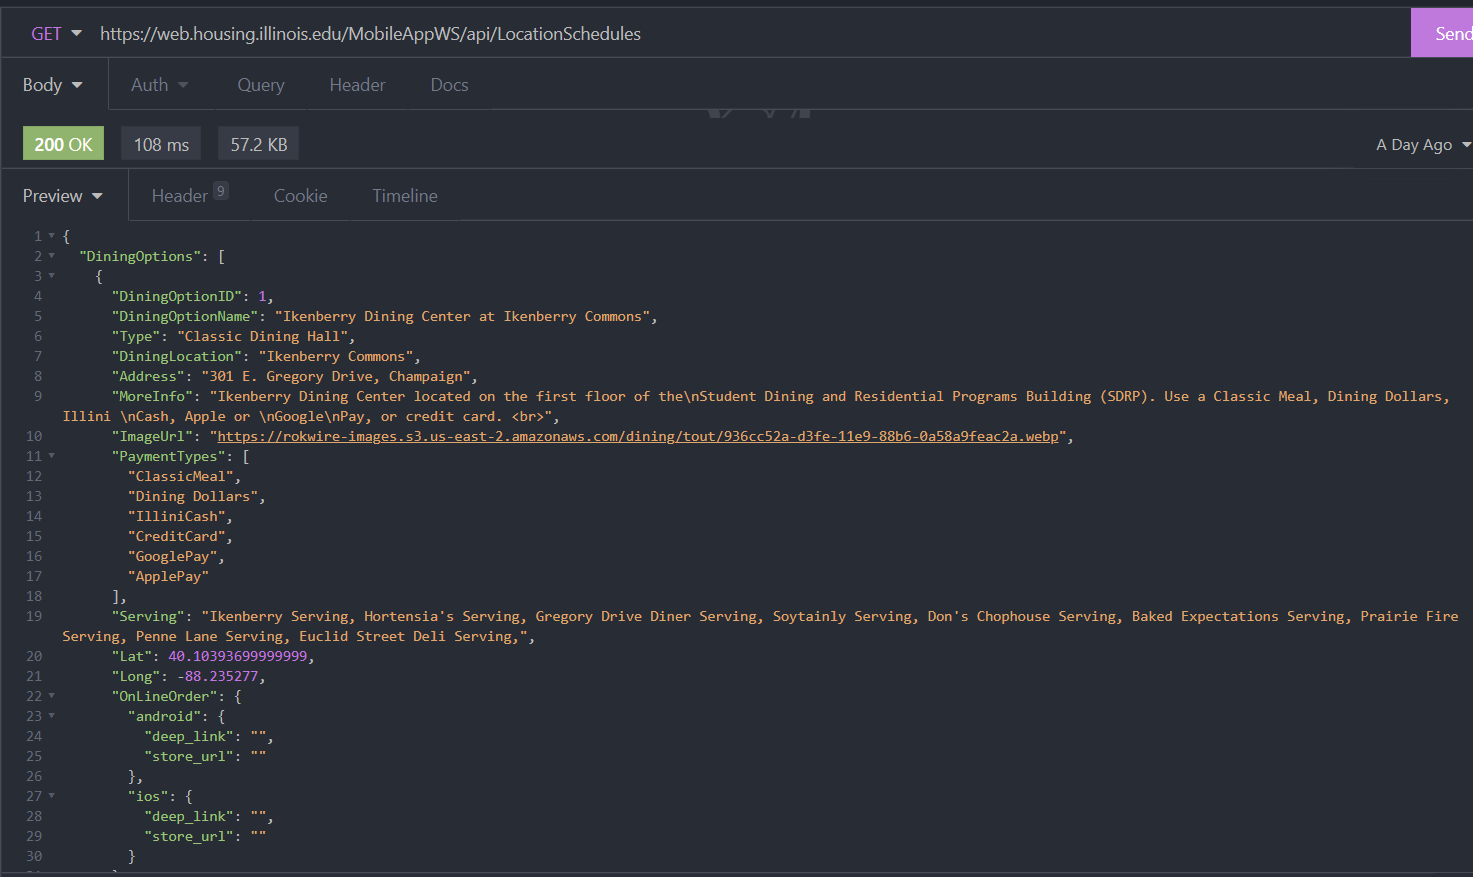 GET https://web.housing.illinois.edu/MobileAppWS/api/LocationSchedules Send
Body Auth Query Header Docs
200 OK 108 ms 57.2 KB A Day Ago
Preview Header 9 Cookie Timeline
1 {
2 "DiningOptions": [
3 {
4 "DiningOptionID": 1,
5 "DiningOptionName": "Ikenberry Dining Center at Ikenberry Commons",
6 "Type": "Classic Dining Hall",
7 "DiningLocation": "Ikenberry Commons",
8 "Address": "301 E. Gregory Drive, Champaign",
9 "MoreInfo": "Ikenberry Dining Center located on the first floor of the\nStudent Dining and Residential Programs Building (SDRP). Use a Classic Meal, Dining Dollars,
Illini \nCash, Apple or \nGoogle\nPay, or credit card. <br>",
10 "ImageUrl": "https://rokwire-images.s3.us-east-2.amazonaws.com/dining/tout/936cc52a-d3fe-11e9-88b6-0a58a9feac2a.webp",
11 "PaymentTypes": [
12 "ClassicMeal",
13 "Dining Dollars",
14 "IlliniCash",
15 "CreditCard",
16 "GooglePay",
17 "ApplePay"
18 ],
19 "Serving": "Ikenberry Serving, Hortensia's Serving, Gregory Drive Diner Serving, Soytainly Serving, Don's Chophouse Serving, Baked Expectations Serving, Prairie Fire
Serving, Penne Lane Serving, Euclid Street Deli Serving,",
20 "Lat": 40.10393699999999,
21 "Long": -88.235277,
22 "OnLineOrder": {
23 "android": {
24 "deep_link": "",
25 "store_url": ""
26 },
27 "ios": {
28 "deep_link": "",
29 "store_url": ""
30 }